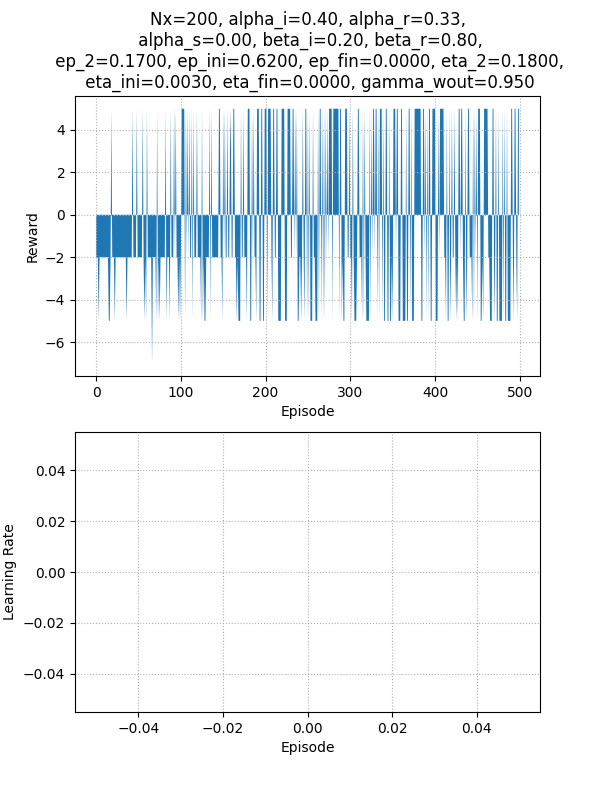 Nx=200, alpha_i=0.40, alpha_r=0.33,
alpha_s=0.00, beta_i=0.20, beta_r=0.80,
ep_2=0.1700, ep_ini=0.6200, ep_fin=0.0000, eta_2=0.1800,
eta_ini=0.0030, eta_fin=0.0000, gamma_wout=0.950
4
2
0
−2
−4
−6
Reward
0 100 200 300 400 500
Episode
0.04
0.02
0.00
−0.02
−0.04
Learning Rate
−0.04 −0.02 0.00 0.02 0.04
Episode